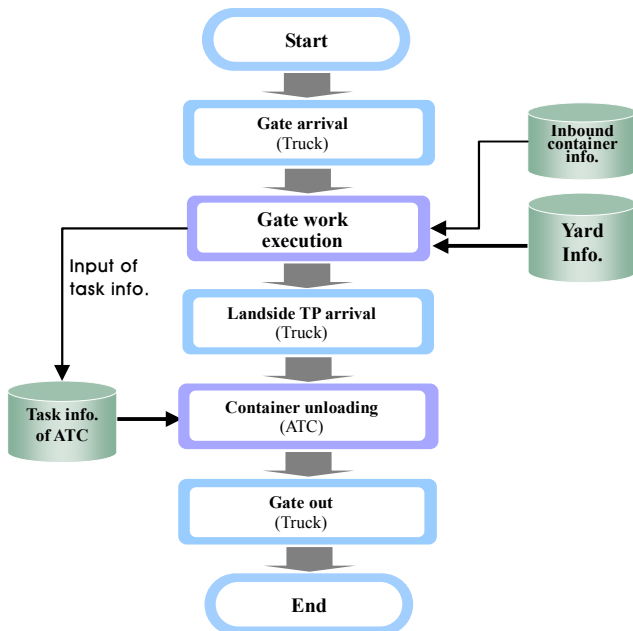 Start
Gate arrival
(Truck)
Inbound
container
info.
Gate work
execution
Yard
Info.
Input of
task info.
Landside TP arrival
(Truck)
Task info.
of ATC
Container unloading
(ATC)
Gate out
(Truck)
End